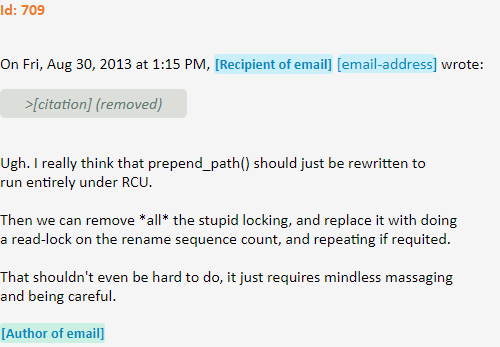 Id: 709
On Fri, Aug 30, 2013 at 1:15 PM, [Recipient of email] [email-address] wrote:
>[citation] (removed)
Ugh. I really think that prepend_path() should just be rewritten to
run entirely under RCU.
Then we can remove *all* the stupid locking, and replace it with doing
a read-lock on the rename sequence count, and repeating if requited.
That shouldn't even be hard to do, it just requires mindless massaging
and being careful.
[Author of email]